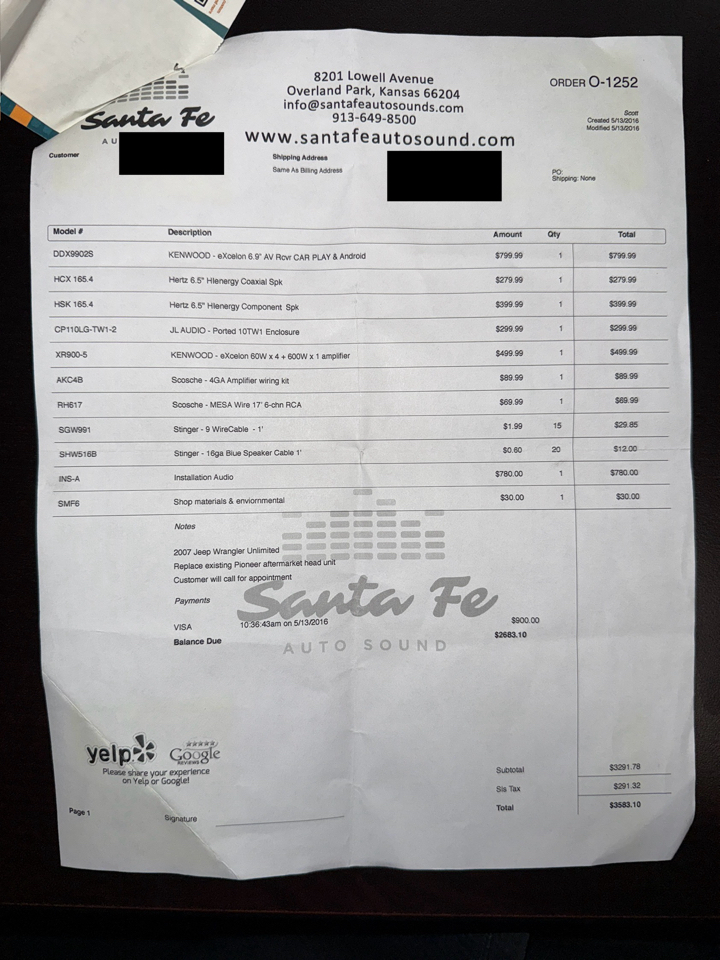 8201 Lowell Avenue
Overland Park, Kansas 66204
info@santafeautosounds.com
913-649-8500
www.santafeautosound.com
ORDER O-1252
Scott
Created 5/13/2016
Modified 5/13/2016
Santa Fe
AU
Customer
Shipping Address
Same As Billing Address
PO:
Shipping: None
Model # Description Amount Qty Total
DDX9902S KENWOOD - eXcelon 6.9" AV Rcvr CAR PLAY & Android $799.99 1 $799.99
HCX 165.4 Hertz 6.5" Hienergy Coaxial Spk $279.99 1 $279.99
HSK 165.4 Hertz 6.5" Hienergy Component Spk $399.99 1 $399.99
CP110LG-TW1-2 JL AUDIO - Ported 10TW1 Enclosure $299.99 1 $299.99
XR900-5 KENWOOD - eXcelon 60W x 4 + 600W x 1 amplifier $499.99 1 $499.99
AKC4B Scosche - 4GA Amplifier wiring kit $89.99 1 $89.99
RH617 Scosche - MESA Wire 17' 6-chn RCA $69.99 1 $69.99
SGW991 Stinger - 9 WireCable - 1' $1.99 15 $29.85
SHW516B Stinger - 16ga Blue Speaker Cable 1' $0.60 20 $12.00
INS-A Installation Audio $780.00 1 $780.00
SMF6 Shop materials & enviornmental $30.00 1 $30.00
Notes
2007 Jeep Wrangler Unlimited
Replace existing Pioneer aftermarket head unit
Customer will call for appointment
Payments
Santa Fe
AUTO SOUND
VISA 10:36:43am on 5/13/2016 $900.00
Balance Due $2683.10
yelp Google
REVIEWS
Please share your experience
on Yelp or Google!
Subtotal $3291.78
Sls Tax $291.32
Total $3583.10
Page 1
Signature